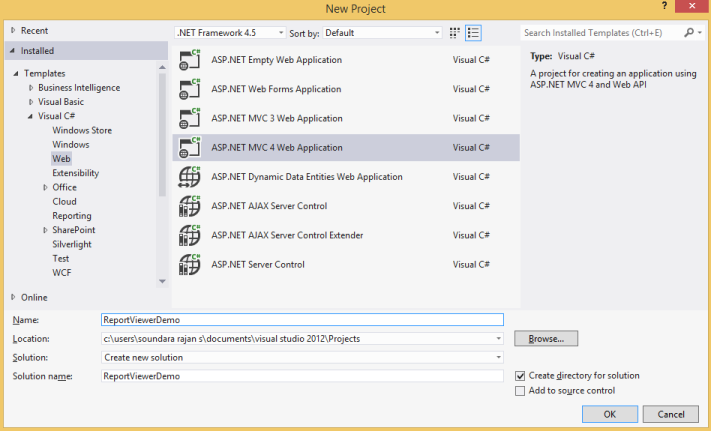 New Project
? ×
Recent
Installed
Templates
Business Intelligence
Visual Basic
Visual C#
Windows Store
Windows
Web
Extensibility
Office
Cloud
Reporting
SharePoint
Silverlight
Test
WCF
Online
.NET Framework 4.5 Sort by: Default
C# ASP.NET Empty Web Application Visual C#
C# ASP.NET Web Forms Application Visual C#
C# ASP.NET MVC 3 Web Application Visual C#
C# ASP.NET MVC 4 Web Application Visual C#
C# ASP.NET Dynamic Data Entities Web Application Visual C#
C# ASP.NET AJAX Server Control Visual C#
C# ASP.NET AJAX Server Control Extender Visual C#
C# ASP.NET Server Control Visual C#
Search Installed Templates (Ctrl+E)
Type: Visual C#
A project for creating an application using
ASP.NET MVC 4 and Web API
Name: ReportViewerDemo
Location: c:\users\soundara rajan s\documents\visual studio 2012\Projects Browse...
Solution: Create new solution
Solution name: ReportViewerDemo
Create directory for solution
Add to source control
OK Cancel